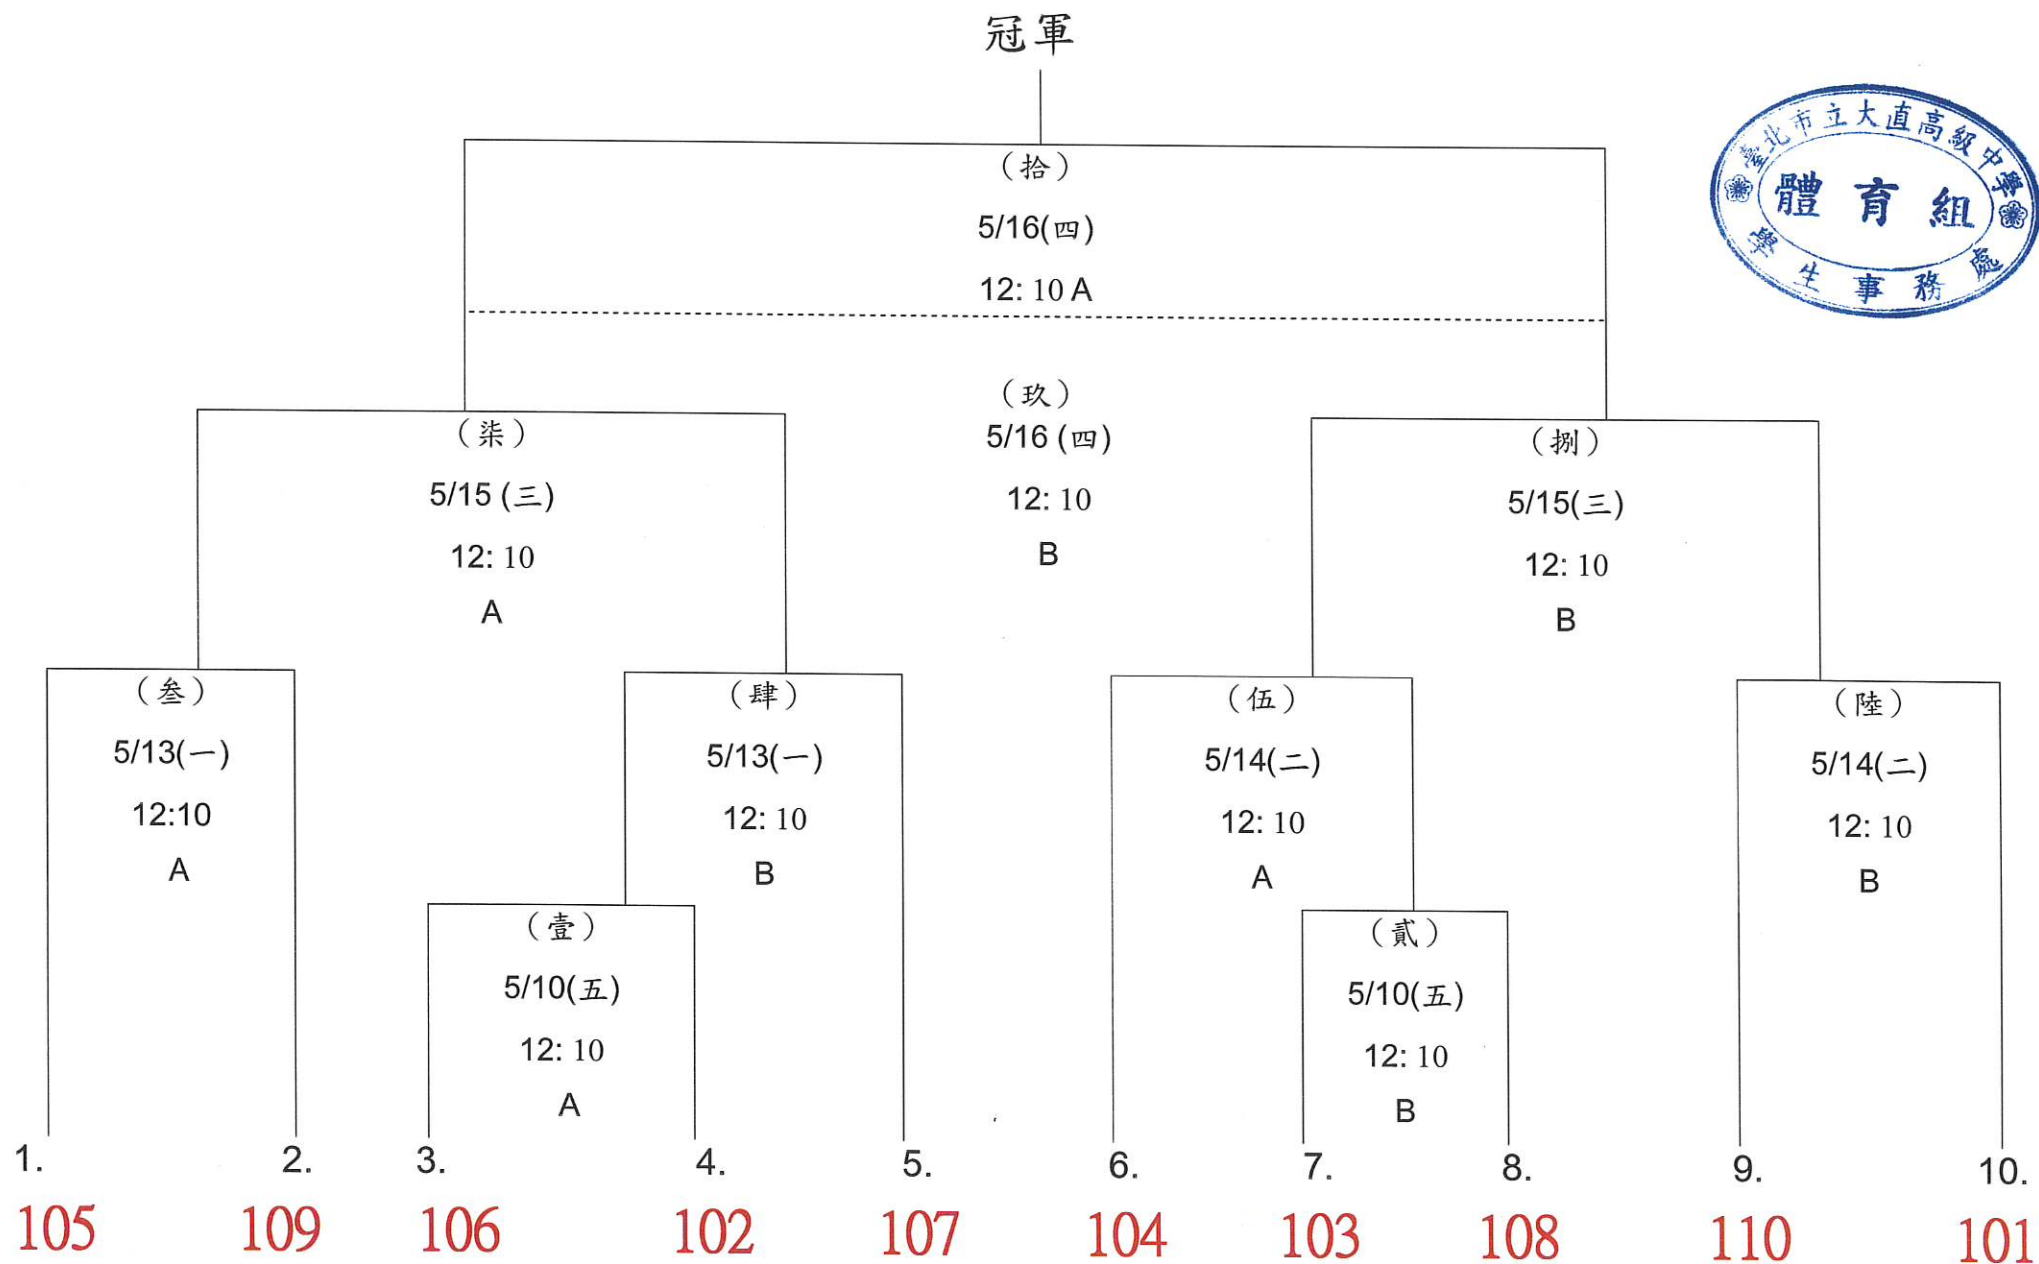 冠軍
臺北市立大直高級中學
體育組
學生事務處
（拾）
5/16(四)
12: 10 A
（玖）
5/16 (四)
12: 10
B
（柒）
5/15 (三)
12: 10
A
（捌）
5/15(三)
12: 10
B
（叁）
5/13(一)
12:10
A
（肆）
5/13(一)
12: 10
B
（伍）
5/14(二)
12: 10
A
（陸）
5/14(二)
12: 10
B
（壹）
5/10(五)
12: 10
A
（貳）
5/10(五)
12: 10
B
1. 2. 3. 4. 5. 6. 7. 8. 9. 10.
105 109 106 102 107 104 103 108 110 101